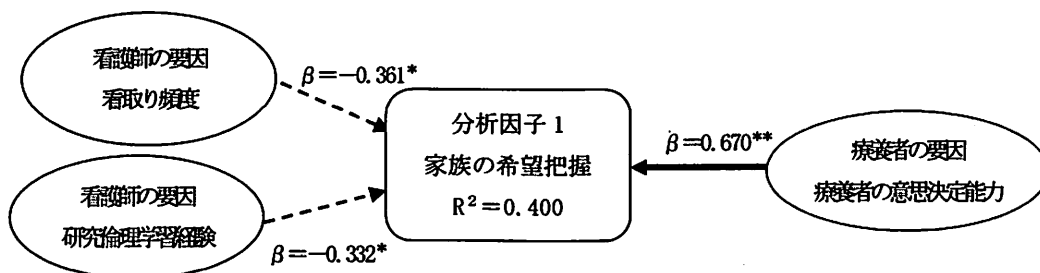 看護師の要因
看取り頻度
β=-0.361*
分析因子1
家族の希望把握
R²=0.400
β=0.670**
療養者の要因
療養者の意思決定能力
看護師の要因
研究倫理学習経験
β=-0.332*